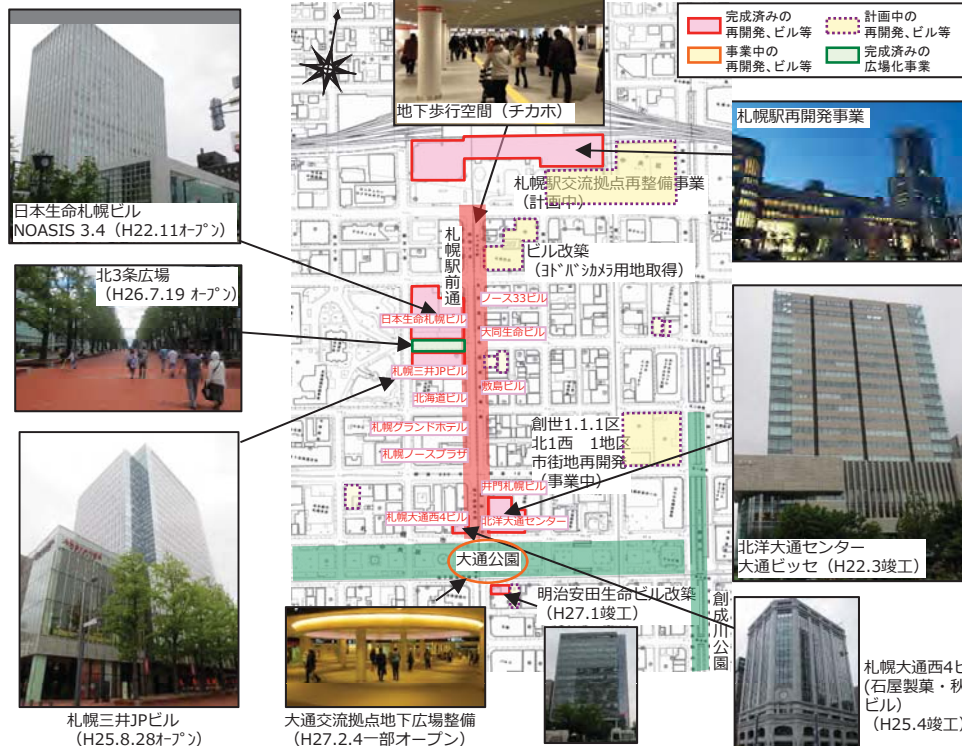 完成済みの
再開発、ビル等
計画中の
再開発、ビル等
事業中の
再開発、ビル等
完成済みの
広場化事業
地下歩行空間（チカホ）
札幌駅再開発事業
札幌駅交流拠点再整備事業
（計画中）
日本生命札幌ビル
NOASIS 3.4（H22.11ｵｰﾌﾟﾝ）
札幌駅前通
ビル改築
（ﾖﾄﾞﾊﾞｼｶﾒﾗ用地取得）
北3条広場
（H26.7.19 ｵｰﾌﾟﾝ）
ノース33ビル
日本生命札幌ビル
大同生命ビル
札幌三井JPビル
敷島ビル
北海道ビル
札幌グランドホテル
札幌ノースプラザ
創世1.1.1区
北1西　1地区
市街地再開発
（事業中）
井門札幌ビル
札幌大通西4ビル
北洋大通センター
北洋大通センター
大通ビッセ（H22.3竣工）
大通公園
明治安田生命ビル改築
（H27.1竣工）
創成川公園
札幌三井JPビル
（H25.8.28ｵｰﾌﾟﾝ）
大通交流拠点地下広場整備
（H27.2.4一部オープン）
札幌大通西4ビ
(石屋製菓・秋
ビル）
（H25.4竣工）